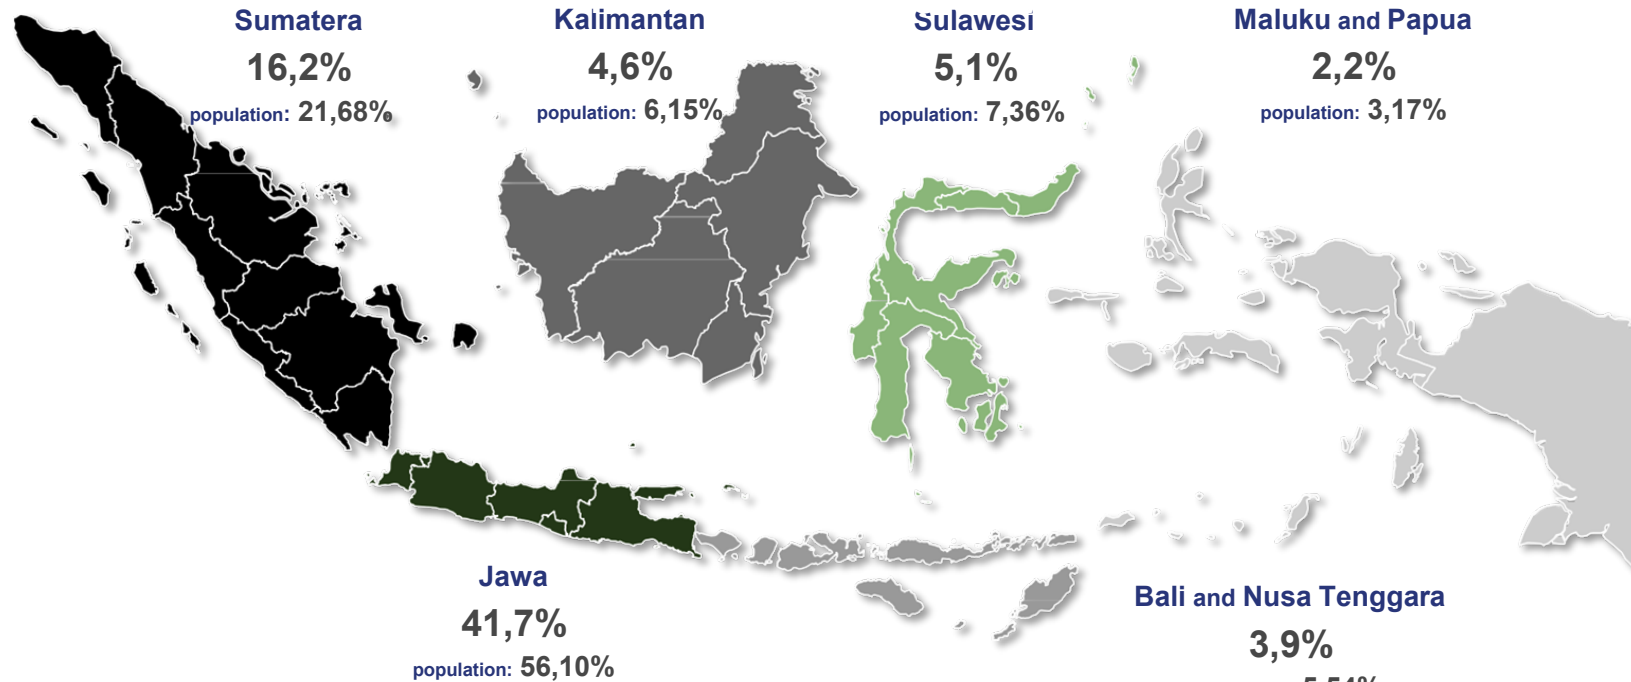 Sumatera
16,2%
population: 21,68%
Kalimantan
4,6%
population: 6,15%
Sulawesi
5,1%
population: 7,36%
Maluku and Papua
2,2%
population: 3,17%
Jawa
41,7%
population: 56,10%
Bali and Nusa Tenggara
3,9%
5,54%